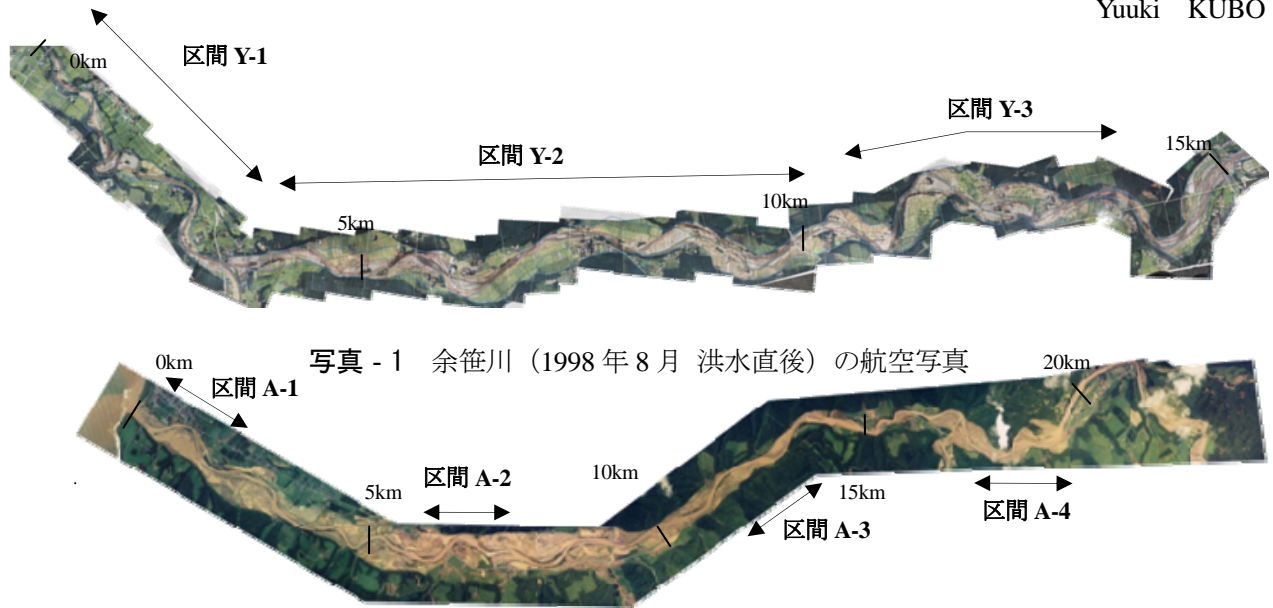 Yuuki KUBO
0km
区間 Y-1
区間 Y-2
区間 Y-3
5km
10km
15km
写真 - 1 余笹川（1998 年 8 月 洪水直後）の航空写真
0km
区間 A-1
5km
区間 A-2
10km
区間 A-3
15km
区間 A-4
20km